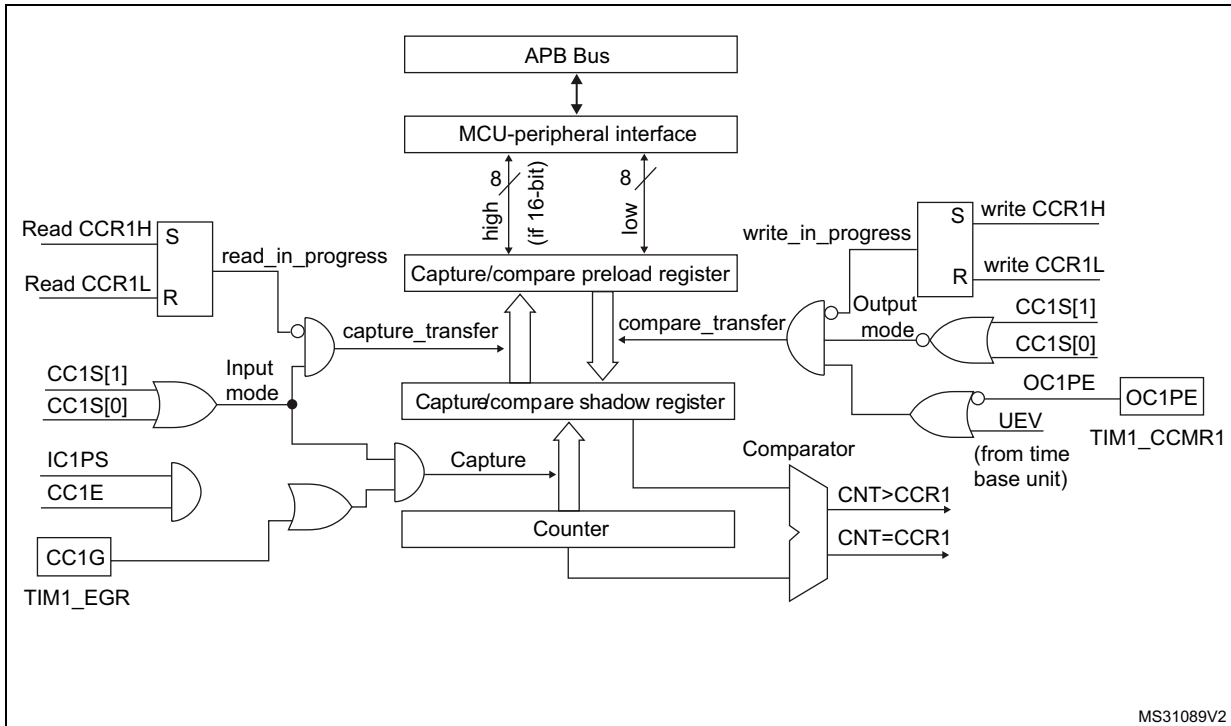 APB Bus
MCU-peripheral interface
8
8
high
(if 16-bit)
low
Read CCR1H
S
read_in_progress
Read CCR1L
R
write_in_progress
S
write CCR1H
R
write CCR1L
Capture/compare preload register
capture_transfer
compare_transfer
Output
mode
CC1S[1]
CC1S[0]
CC1S[1]
CC1S[0]
Input
mode
Capture/compare shadow register
OC1PE
OC1PE
UEV
TIM1_CCMR1
(from time
base unit)
IC1PS
CC1E
Capture
Comparator
CNT>CCR1
CNT=CCR1
Counter
CC1G
TIM1_EGR
MS31089V2